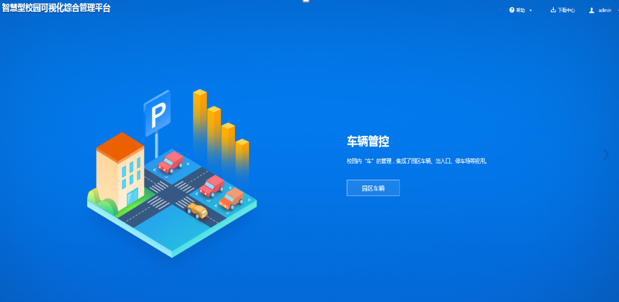 智慧型校园可视化综合管理平台
帮助
下载中心
admin
P
车辆管控
校园内“车”的管理，集成了园区车辆、出入口、停车场等应用。
园区车辆